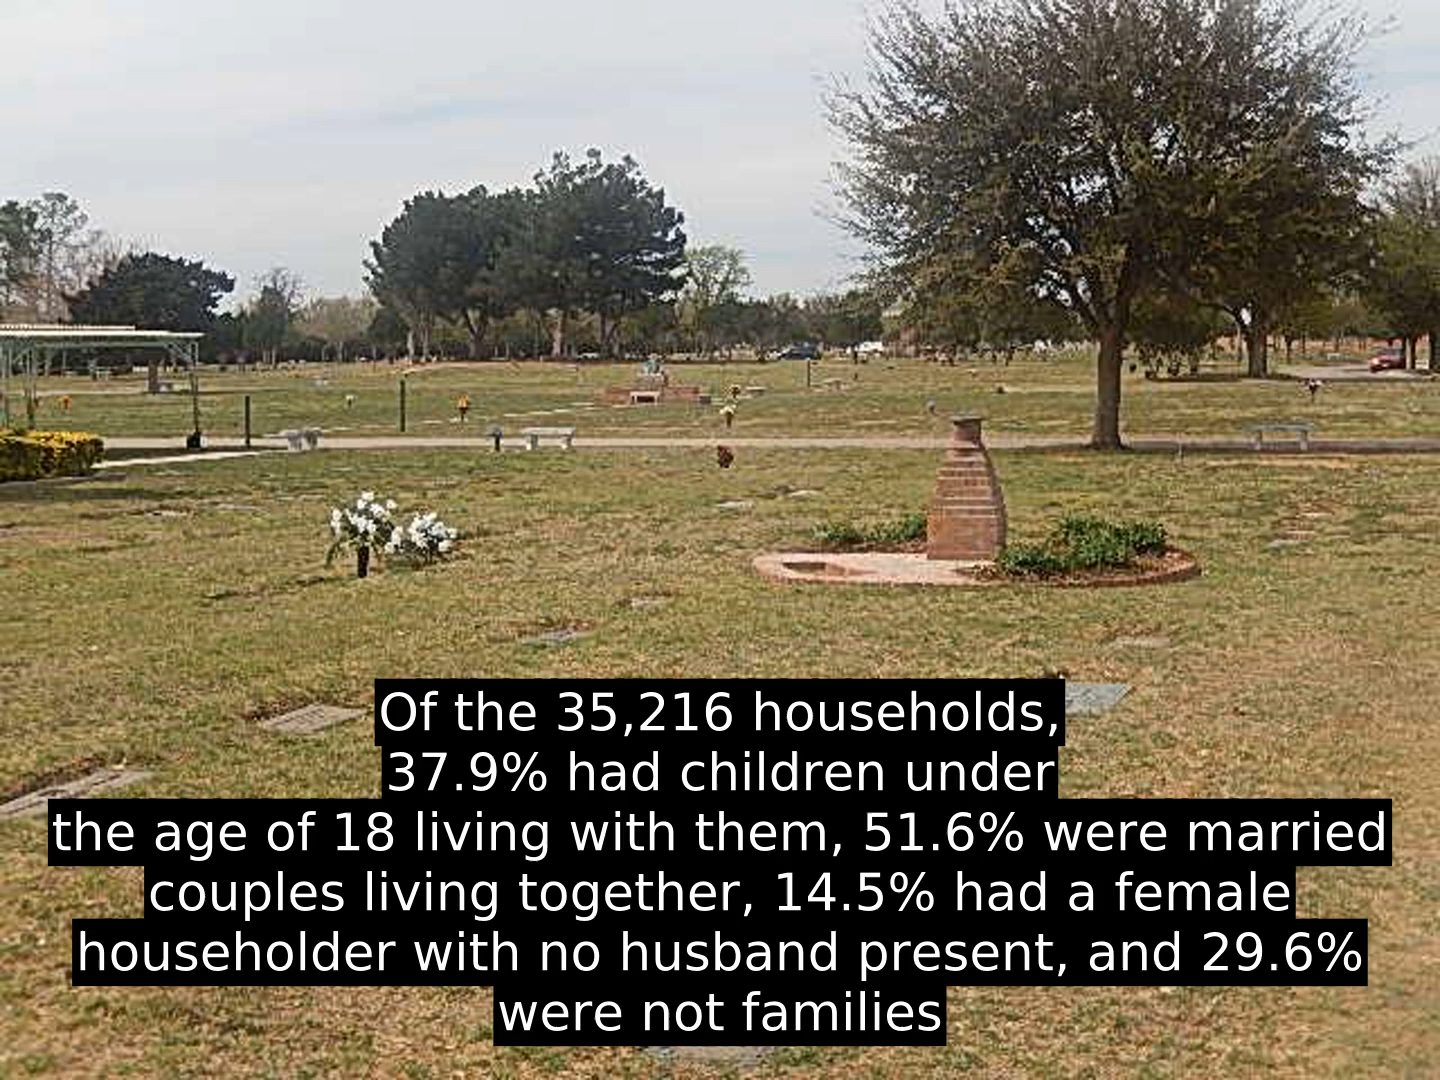 Of the 35,216 households,
37.9% had children under
the age of 18 living with them, 51.6% were married
couples living together, 14.5% had a female
householder with no husband present, and 29.6%
were not families